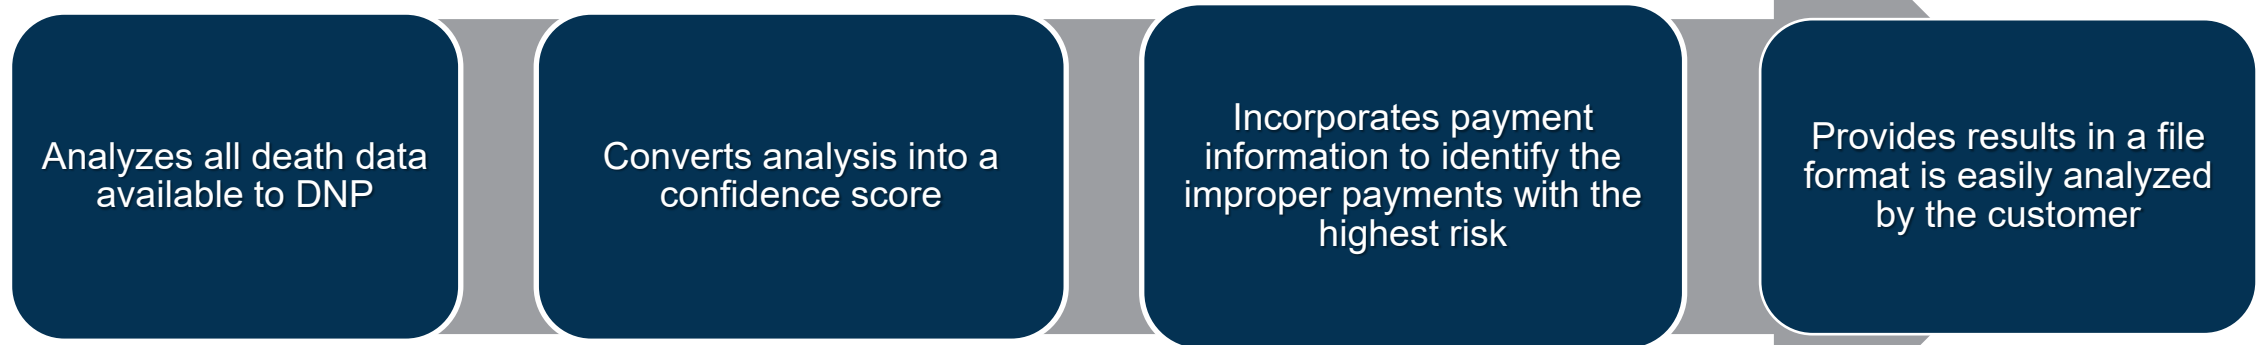 Analyzes all death data
available to DNP
Converts analysis into a
confidence score
Incorporates payment
information to identify the
improper payments with the
highest risk
Provides results in a file
format is easily analyzed
by the customer